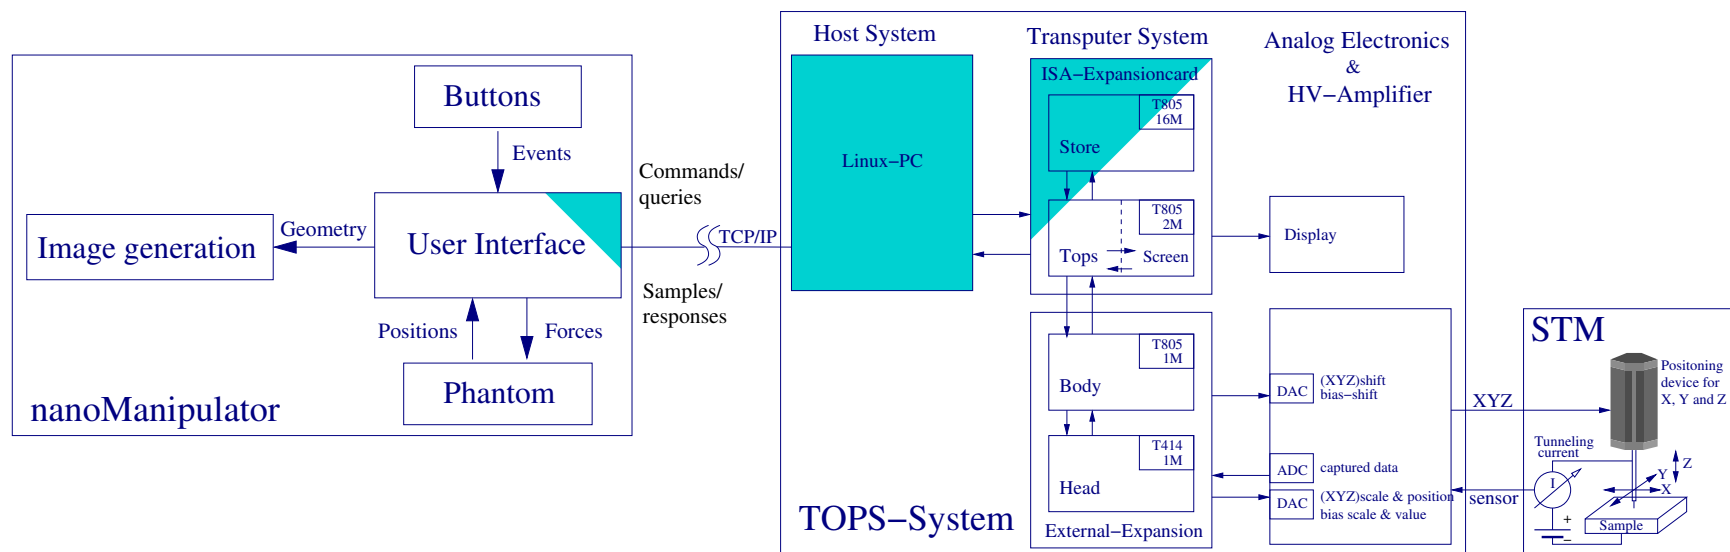 Buttons
Events
User Interface
Geometry
Image generation
Positions
Forces
Phantom
nanoManipulator
Commands/
queries
TCP/IP
Samples/
responses
Host System
Linux−PC
Transputer System
ISA−Expansioncard
T805
16M
Store
T805
2M
Tops
Screen
T805
1M
Body
T414
1M
Head
External−Expansion
TOPS−System
Analog Electronics
&
HV−Amplifier
Display
DAC
(XYZ)shift
bias−shift
ADC
captured data
DAC
(XYZ)scale & position
bias scale & value
XYZ
sensor
STM
Positoning
device for
X, Y and Z
Tunneling
current
I
Z
Y
X
+
−
Sample